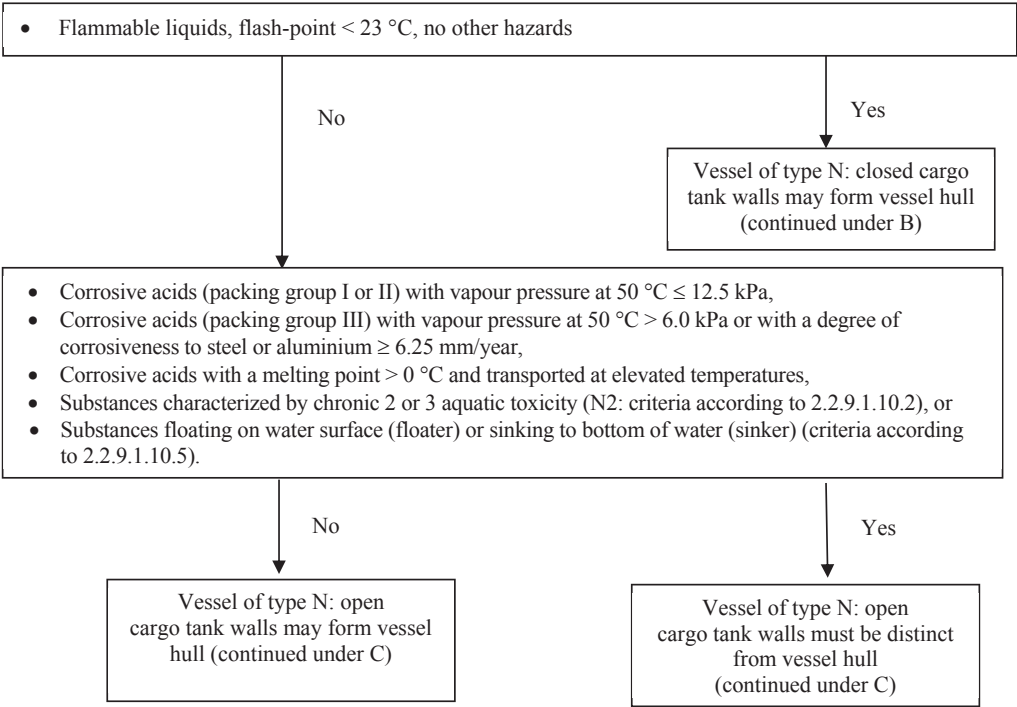 • Flammable liquids, flash-point < 23 °C, no other hazards
No
Yes
Vessel of type N: closed cargo
tank walls may form vessel hull
(continued under B)
• Corrosive acids (packing group I or II) with vapour pressure at 50 °C ≤ 12.5 kPa,
• Corrosive acids (packing group III) with vapour pressure at 50 °C > 6.0 kPa or with a degree of
corrosiveness to steel or aluminium ≥ 6.25 mm/year,
• Corrosive acids with a melting point > 0 °C and transported at elevated temperatures,
• Substances characterized by chronic 2 or 3 aquatic toxicity (N2: criteria according to 2.2.9.1.10.2), or
• Substances floating on water surface (floater) or sinking to bottom of water (sinker) (criteria according
to 2.2.9.1.10.5).
No
Yes
Vessel of type N: open
cargo tank walls may form vessel
hull (continued under C)
Vessel of type N: open
cargo tank walls must be distinct
from vessel hull
(continued under C)